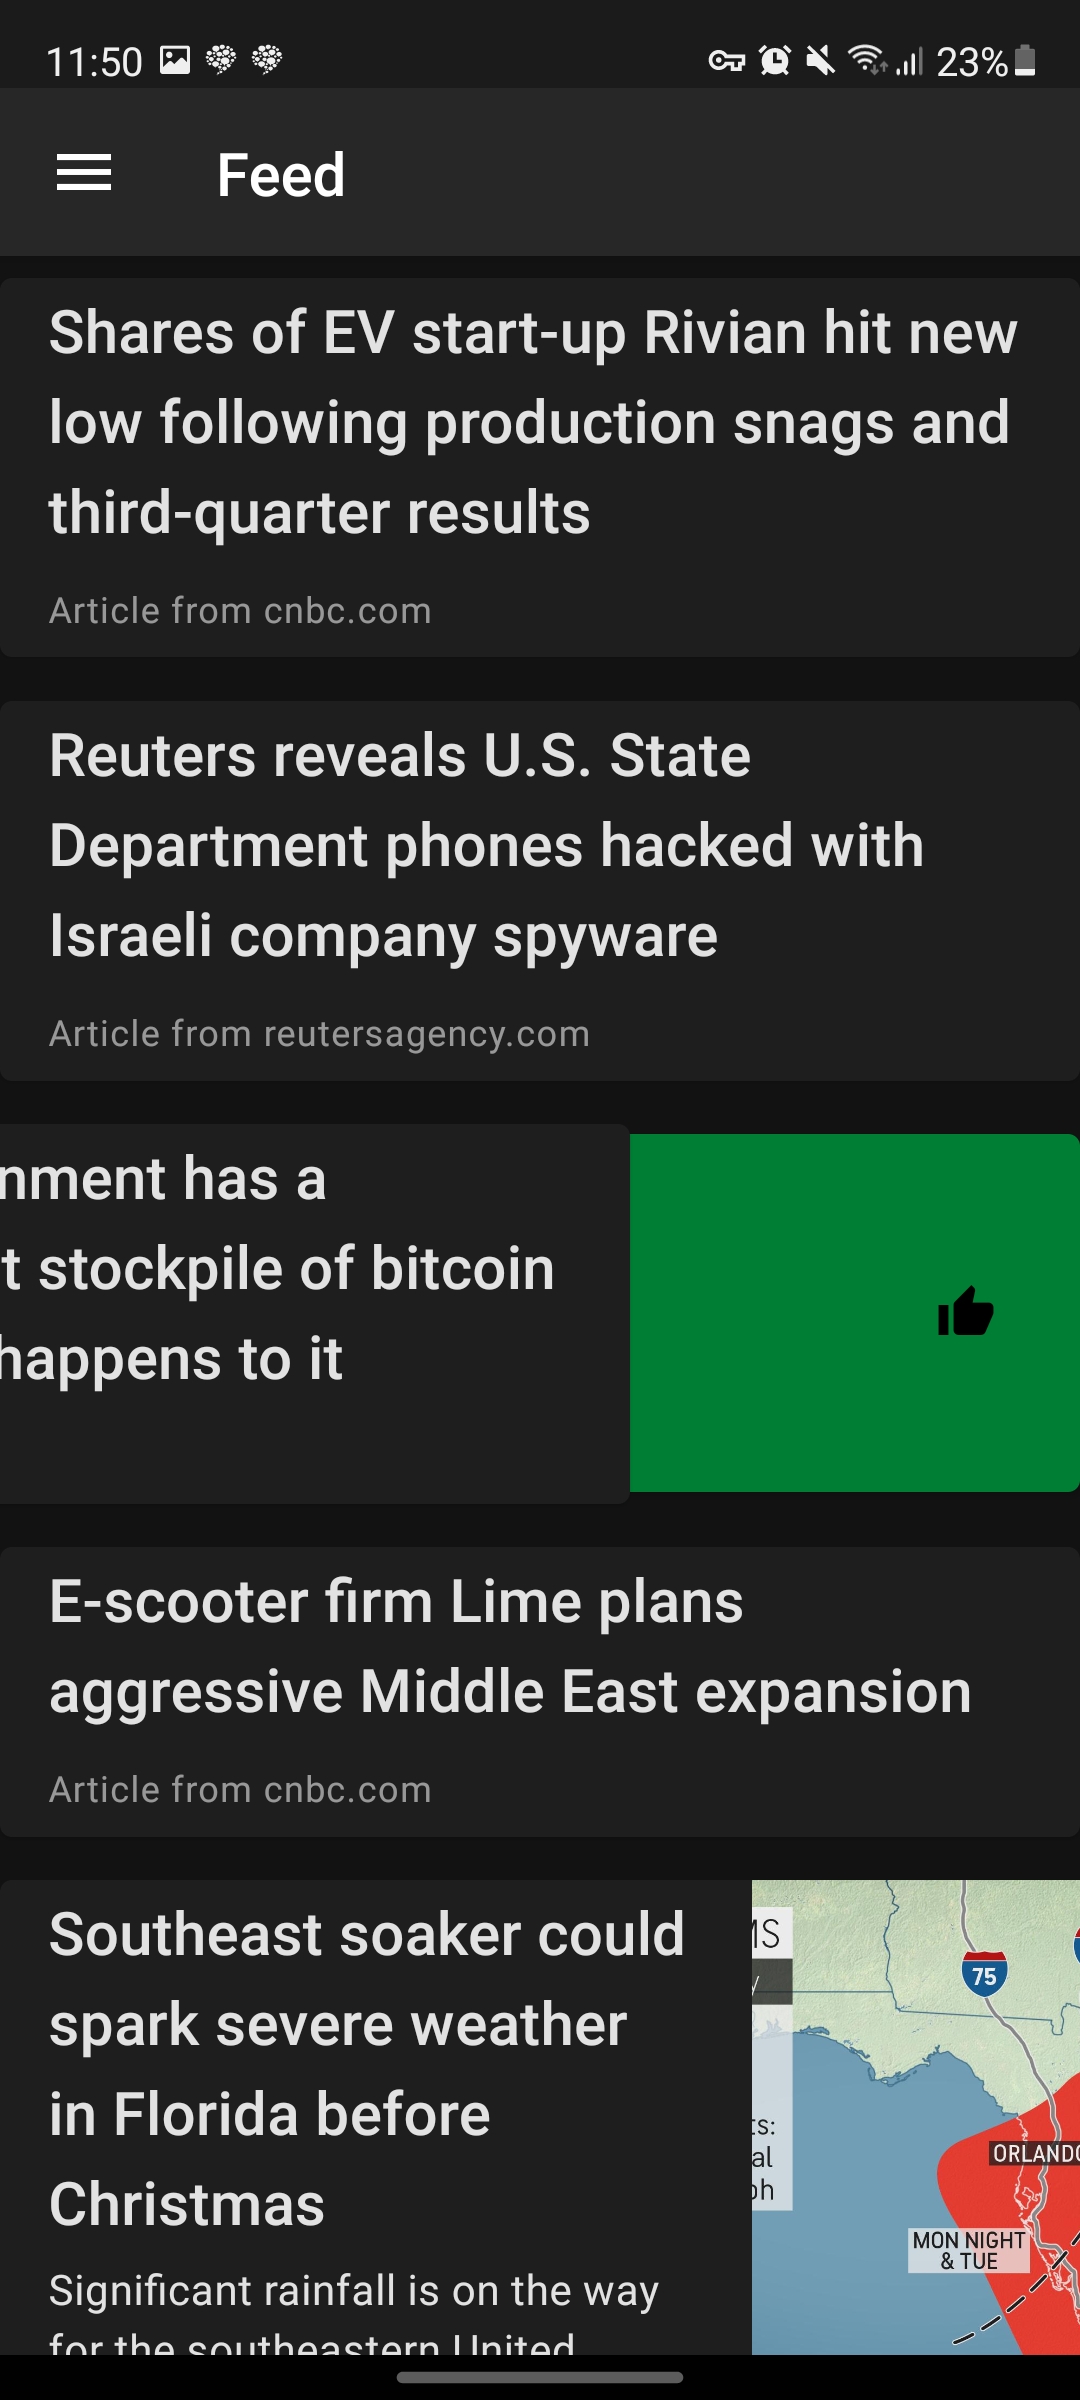 11:50
23%
Feed
Shares of EV start-up Rivian hit new
low following production snags and
third-quarter results
Article from cnbc.com
Reuters reveals U.S. State
Department phones hacked with
Israeli company spyware
Article from reutersagency.com
nment has a
t stockpile of bitcoin
happens to it
E-scooter firm Lime plans
aggressive Middle East expansion
Article from cnbc.com
Southeast soaker could
spark severe weather
in Florida before
Christmas
Significant rainfall is on the way
for the southeastern United
MS
75
ts:
al
ph
ORLANDO
MON NIGHT
& TUE